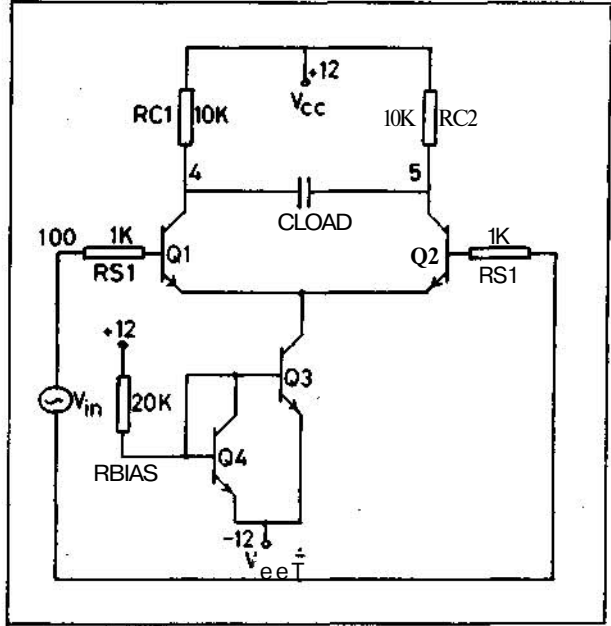 +12
Vcc
RC1 10K
10K RC2
4
5
CLOAD
100
1K
RS1
Q1
Q2
1K
RS1
+12
Q3
Vin
20K
RBIAS
Q4
-12
Vee